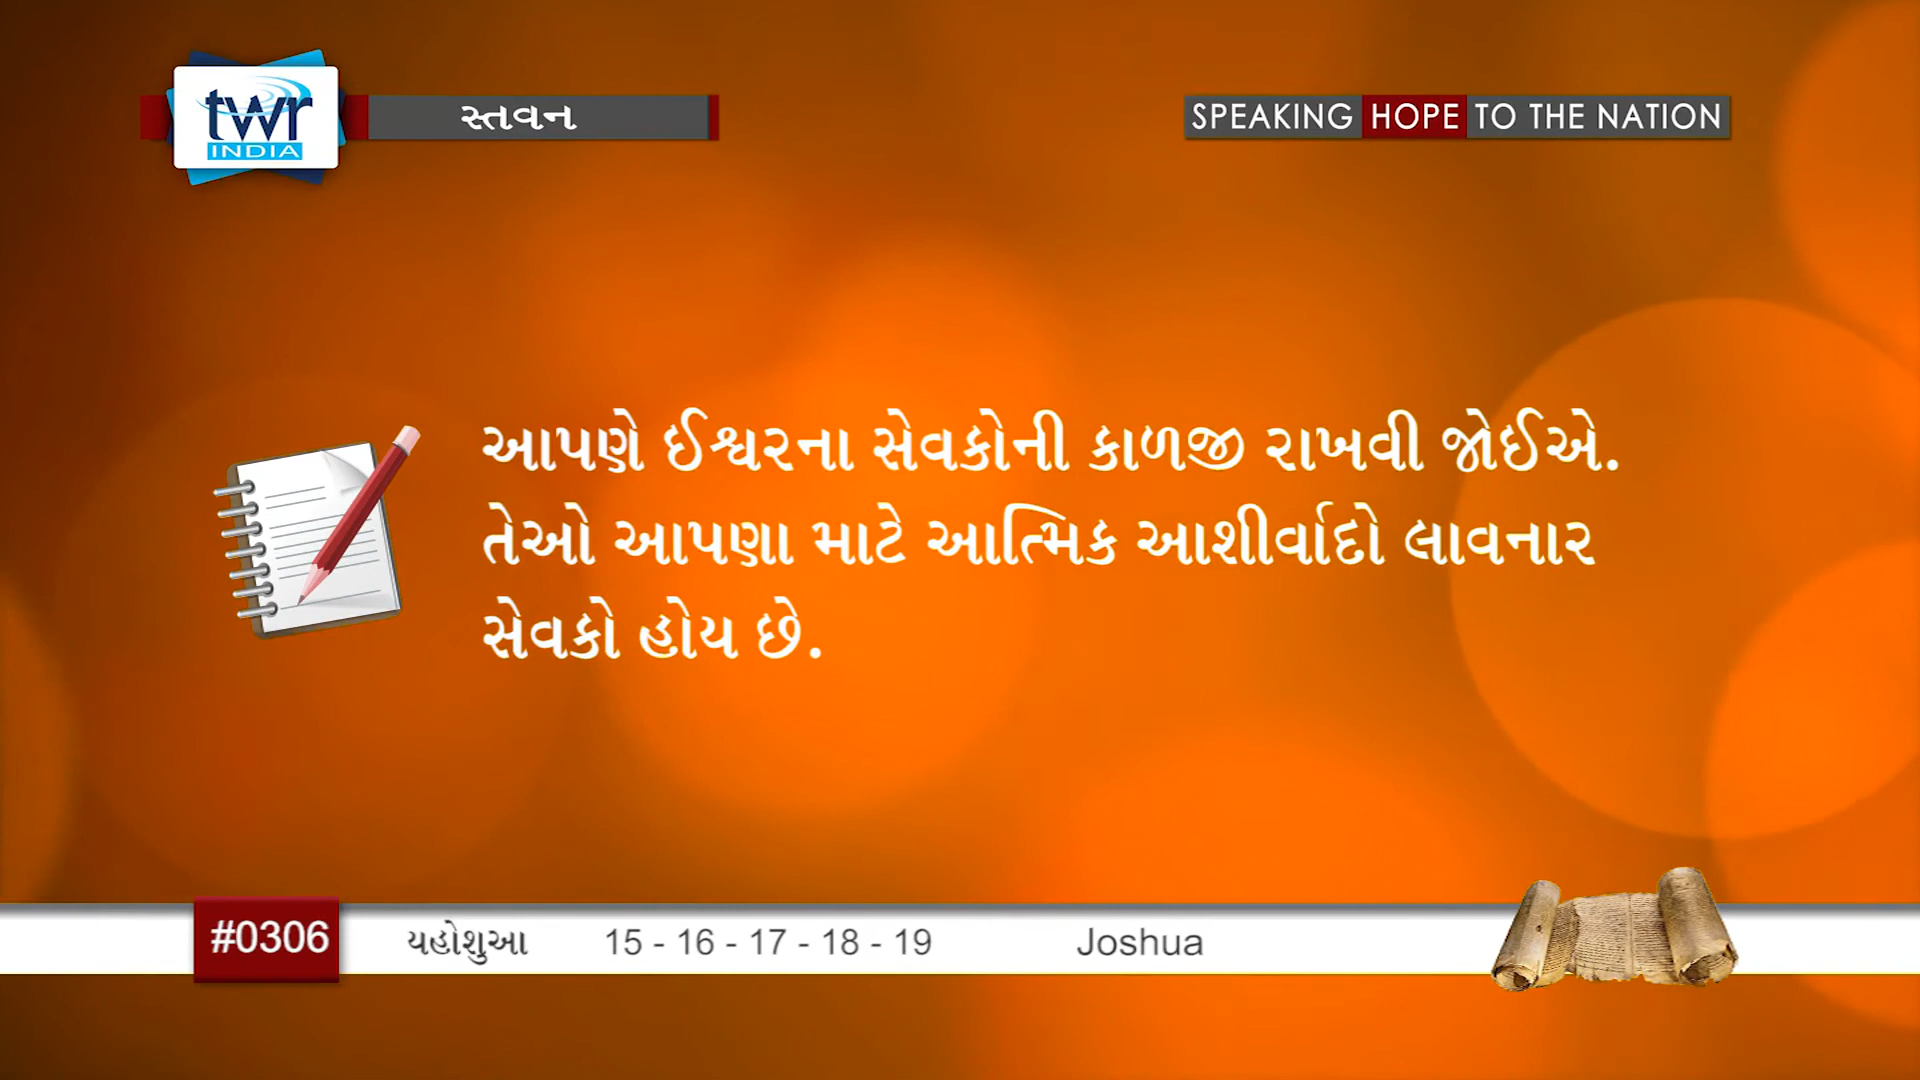 twr
INDIA
સ્તવન
SPEAKING HOPE TO THE NATION
આપણે ઈશ્વરના સેવકોની કાળજી રાખવી જોઈએ.
તેઓ આપણા માટે આત્મિક આશીર્વાદો લાવનાર
સેવકો હોય છે.
#0306 યહોશુઆ 15 - 16 - 17 - 18 - 19 Joshua